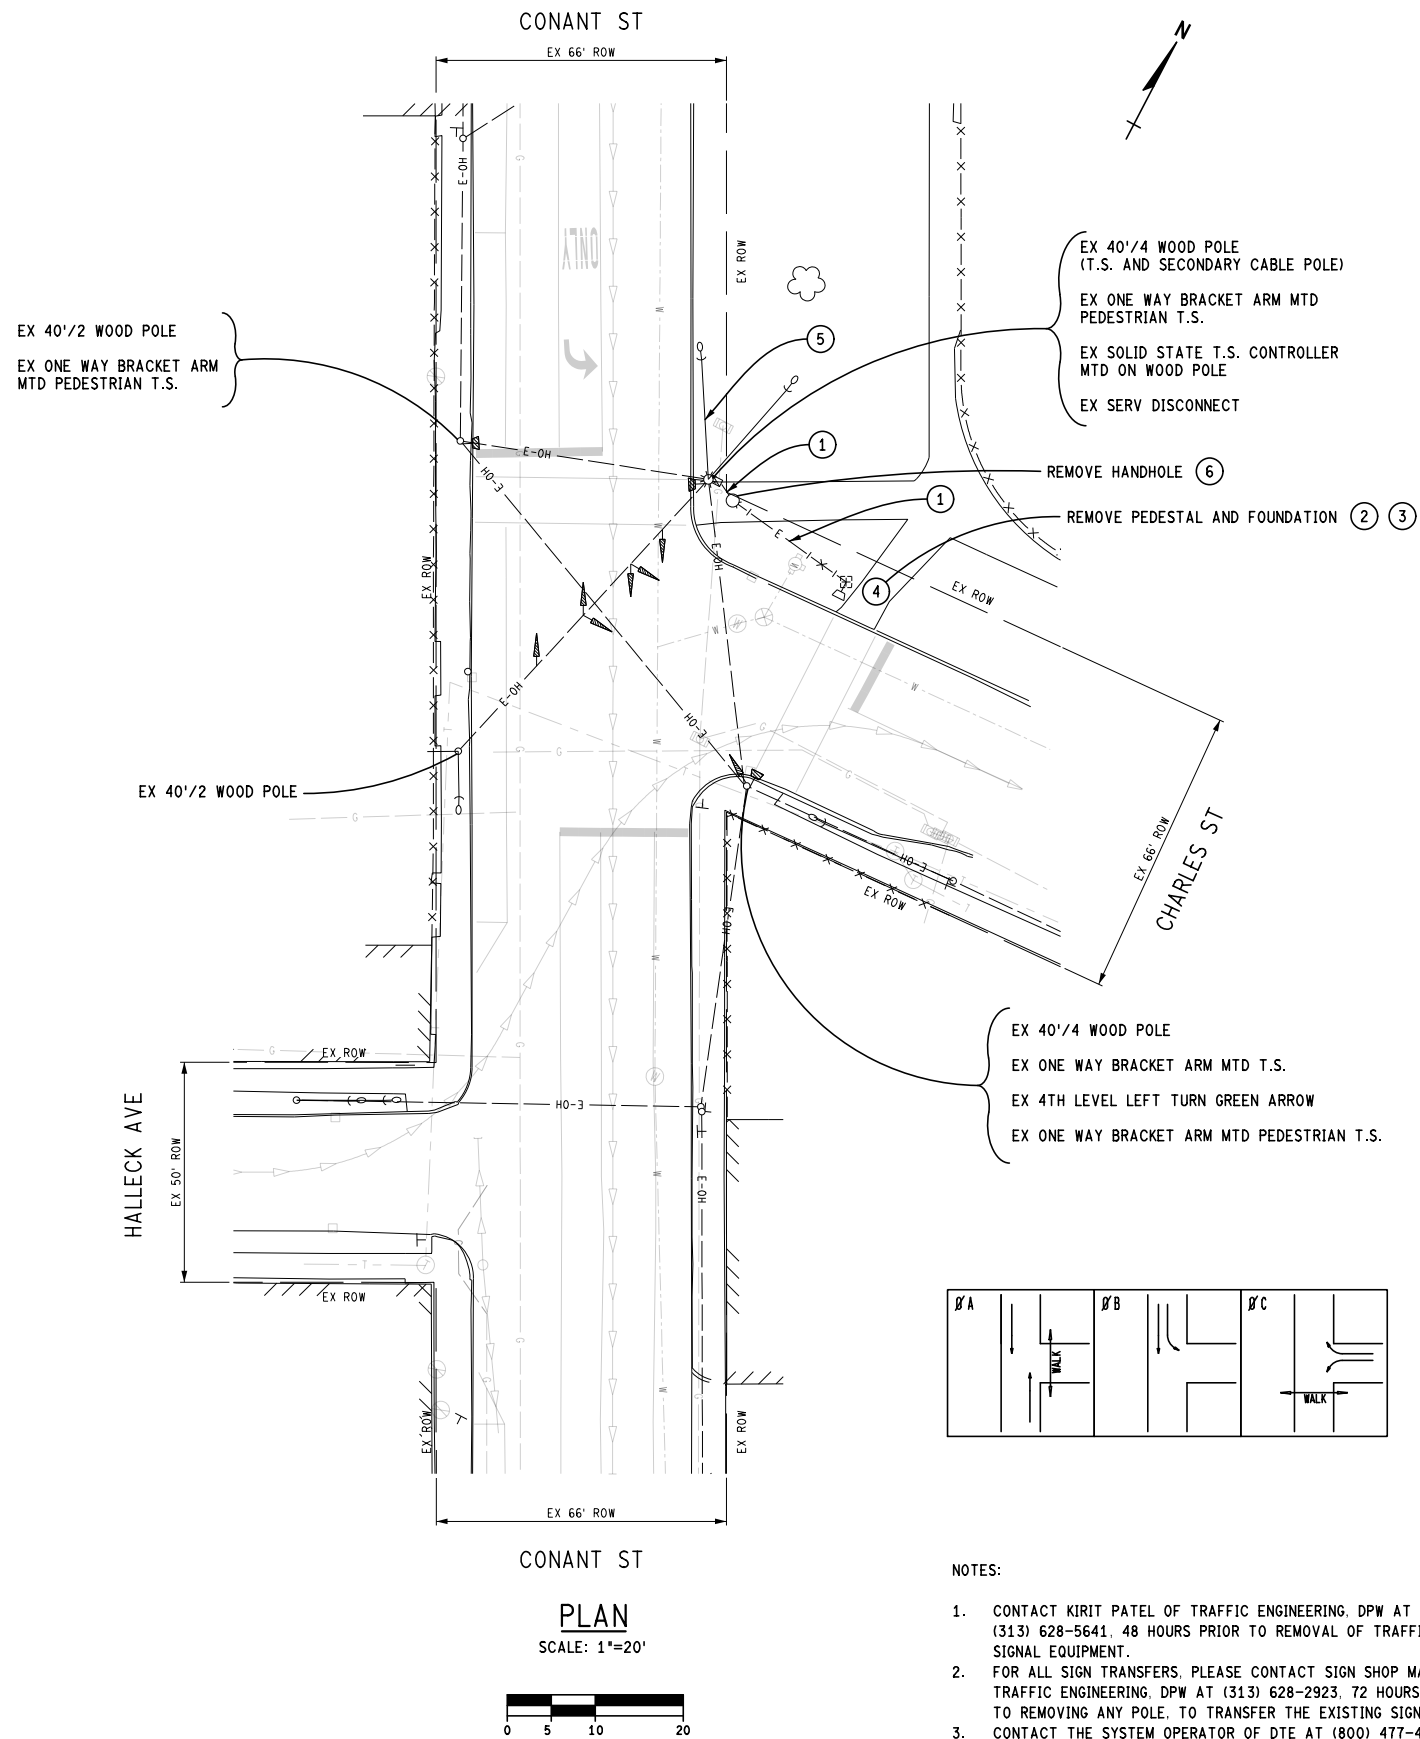 CONANT ST
EX 66' ROW
N
E-OH
G
ONLY
W
EX ROW
EX 40'/4 WOOD POLE
(T.S. AND SECONDARY CABLE POLE)
EX ONE WAY BRACKET ARM MTD
PEDESTRIAN T.S.
EX SOLID STATE T.S. CONTROLLER
MTD ON WOOD POLE
EX SERV DISCONNECT
EX 40'/2 WOOD POLE
EX ONE WAY BRACKET ARM
MTD PEDESTRIAN T.S.
5
1
E-OH
E-OH
REMOVE HANDHOLE 6
1
REMOVE PEDESTAL AND FOUNDATION 2 3
W
E
E-OH
EX ROW
4
EX ROW
W
M
W
E-OH
E-OH
W
G
G
G
EX 40'/2 WOOD POLE
G
E-OH
EX 66' ROW
CHARLES ST
EX ROW
T
T
E-OH
W
EX 40'/4 WOOD POLE
EX ONE WAY BRACKET ARM MTD T.S.
EX 4TH LEVEL LEFT TURN GREEN ARROW
EX ONE WAY BRACKET ARM MTD PEDESTRIAN T.S.
G
EX ROW
M
E-OH
HALLECK AVE
EX 50' ROW
W
E-OH
T
EX ROW
G
G
W
G
EX ROW
EX ROW
ØA
WALK
ØB
ØC
WALK
EX 66' ROW
CONANT ST
PLAN
SCALE: 1"=20'
0 5 10 20
NOTES:
1. CONTACT KIRIT PATEL OF TRAFFIC ENGINEERING, DPW AT
(313) 628-5641, 48 HOURS PRIOR TO REMOVAL OF TRAFFI
SIGNAL EQUIPMENT.
2. FOR ALL SIGN TRANSFERS, PLEASE CONTACT SIGN SHOP MA
TRAFFIC ENGINEERING, DPW AT (313) 628-2923, 72 HOURS
TO REMOVING ANY POLE, TO TRANSFER THE EXISTING SIGN
3. CONTACT THE SYSTEM OPERATOR OF DTE AT (800) 477-4